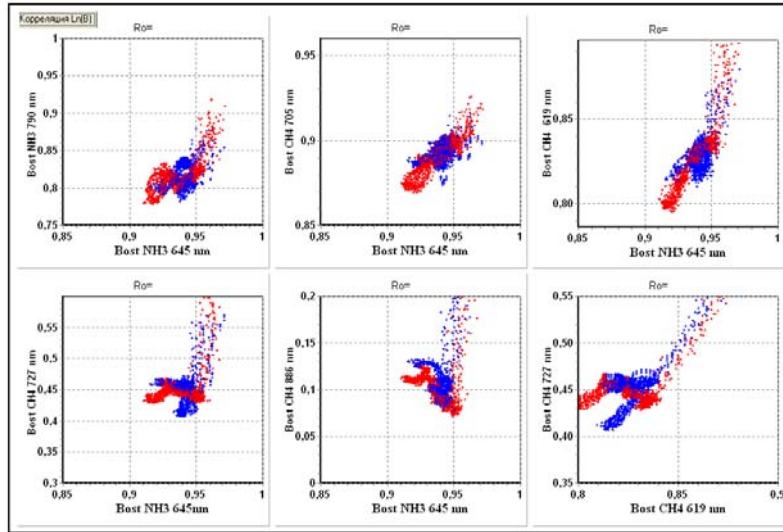 Корреляция Ln(B)
Ro=
Bost NH3 790 nm
1
0,95
0,9
0,85
0,8
0,75
0,85 0,9 0,95 1
Bost NH3 645 nm
Ro=
Bost CH4 705 nm
0,95
0,9
0,85
0,85 0,9 0,95 1
Bost NH3 645 nm
Ro=
Bost CH4 619 nm
0,85
0,80
0,85 0,9 0,95 1
Bost NH3 645 nm
Ro=
Bost CH4 727 nm
0,55
0,5
0,45
0,4
0,3
0,85 0,9 0,95 1
Bost NH3 645nm
Ro=
Bost CH4 886 nm
0,2
0,15
0,1
0,05
0
0,85 0,9 0,95 1
Bost NH3 645 nm
Ro=
Bost CH4 727 nm
0,55
0,50
0,45
0,40
0,35
0,8 0,85
Bost CH4 619 nm